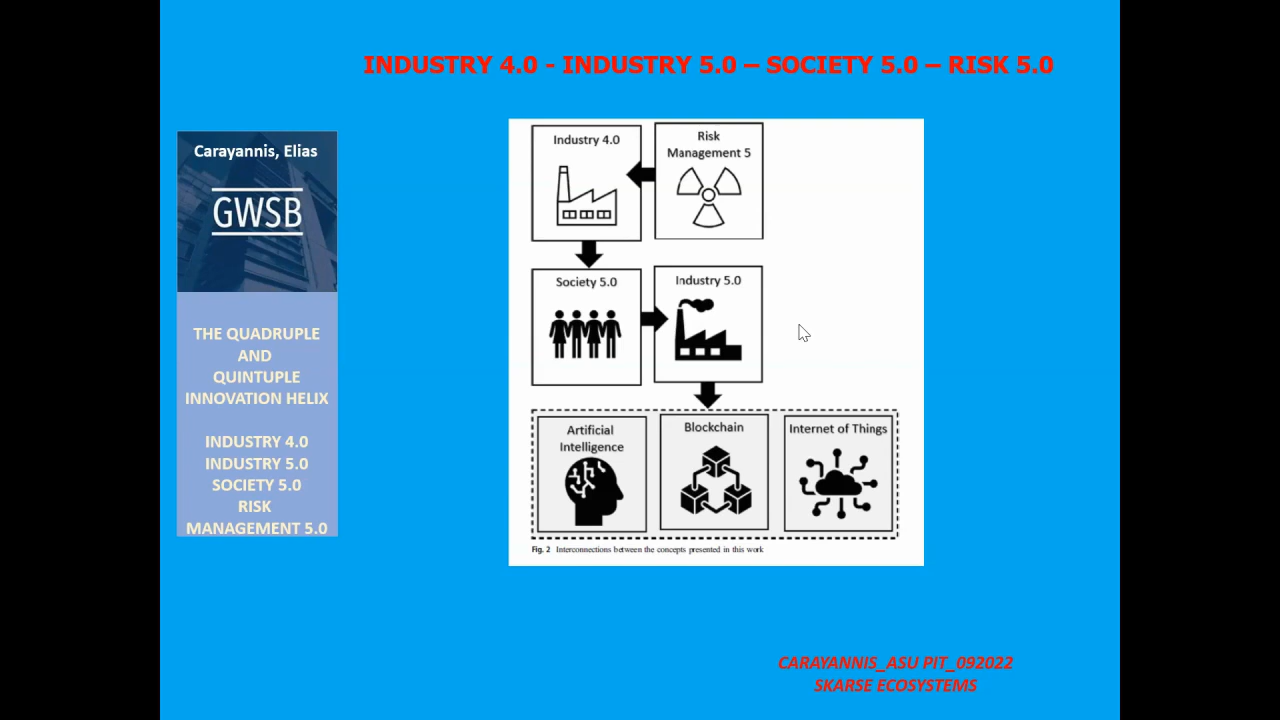 INDUSTRY 4.0 - INDUSTRY 5.0 – SOCIETY 5.0 – RISK 5.0
Carayannis, Elias
GWSB
THE QUADRUPLE
AND
QUINTUPLE
INNOVATION HELIX
INDUSTRY 4.0
INDUSTRY 5.0
SOCIETY 5.0
RISK
MANAGEMENT 5.0
Industry 4.0
Risk
Management 5
Society 5.0
Industry 5.0
Artificial
Intelligence
Blockchain
Internet of Things
Fig. 2 Interconnections between the concepts presented in this work
CARAYANNIS_ASU PIT_092022
SKARSE ECOSYSTEMS